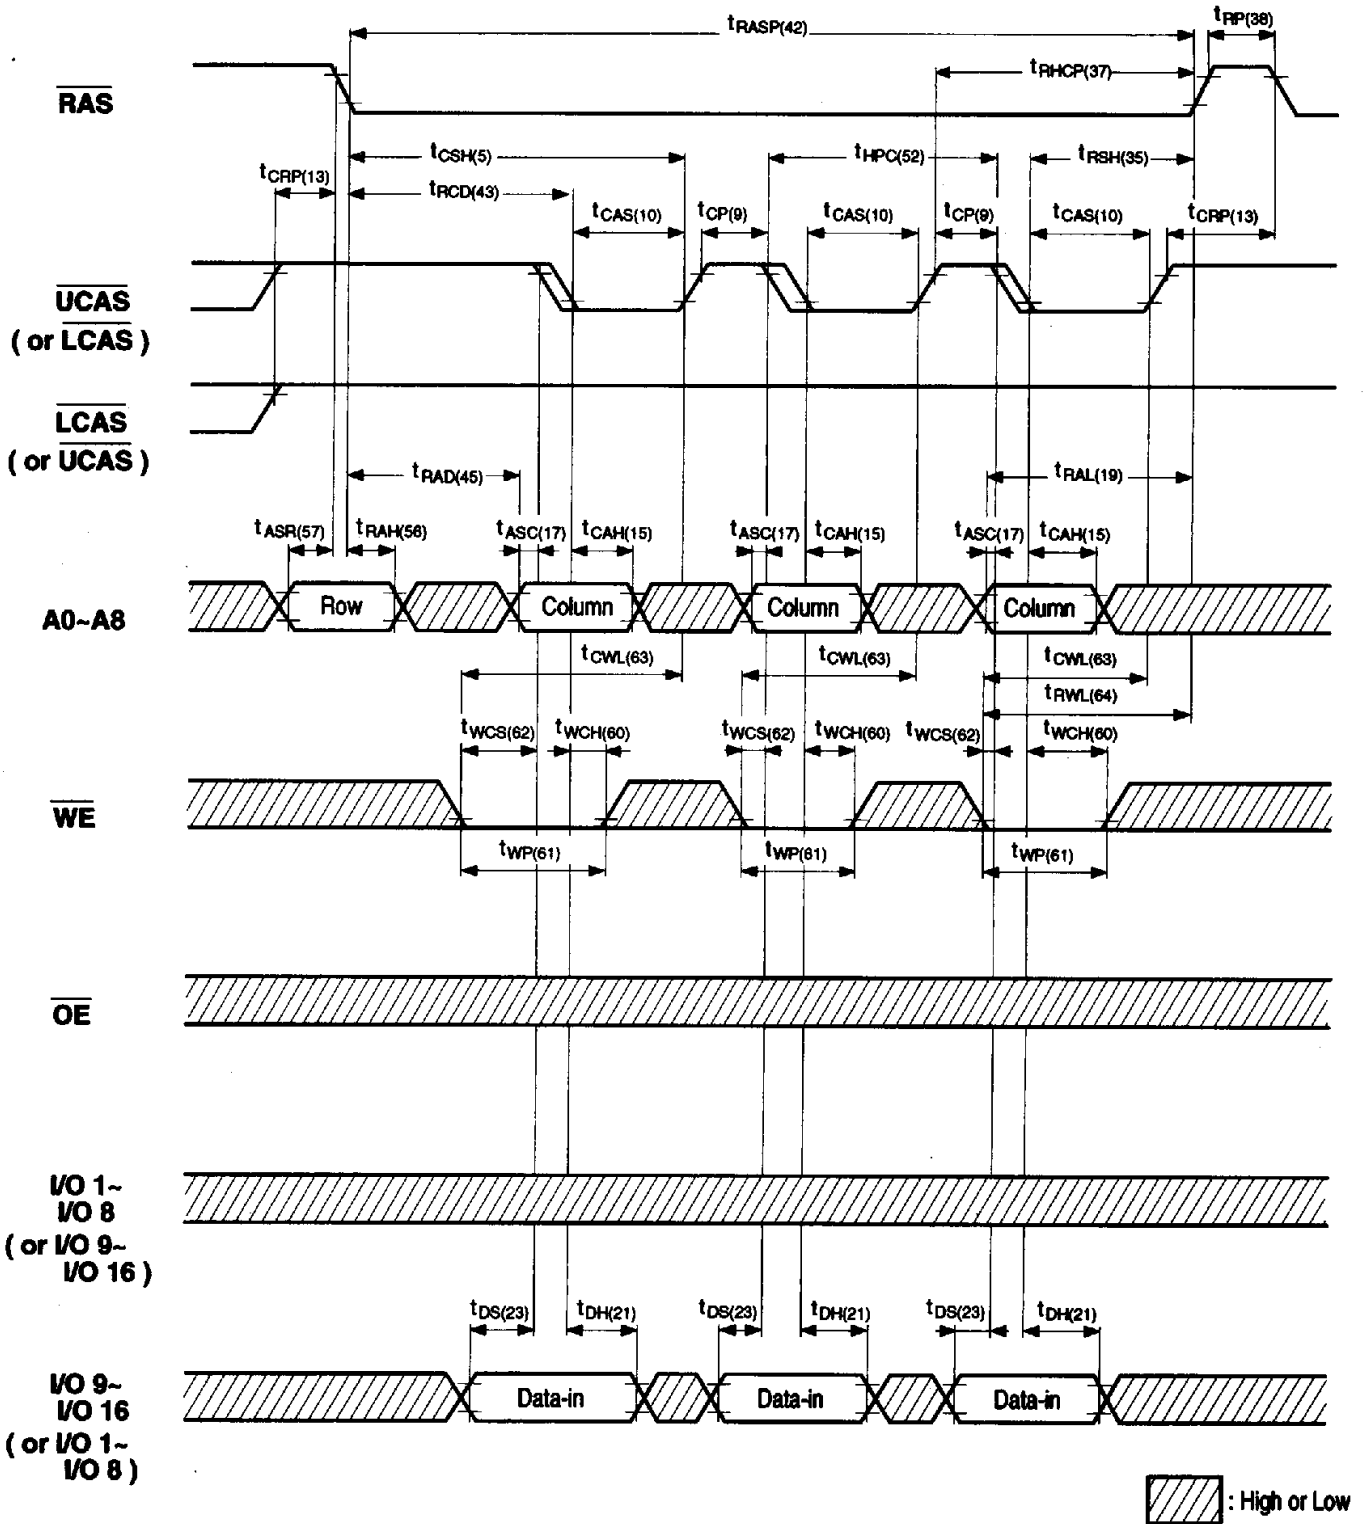 tRASP(42)
tRP(38)
RAS
tRHCP(37)
tCSH(5)
tHPC(52)
tRSH(35)
tCRP(13)
tRCD(43)
tCAS(10)
tCP(9)
tCAS(10)
tCP(9)
tCAS(10)
tCRP(13)
UCAS
( or LCAS )
LCAS
( or UCAS )
tRAD(45)
tRAL(19)
tASR(57)
tRAH(56)
tASC(17)
tCAH(15)
tASC(17)
tCAH(15)
tASC(17)
tCAH(15)
A0~A8
Row
Column
Column
Column
tCWL(63)
tCWL(63)
tCWL(63)
tRWL(64)
tWCS(62)
tWCH(60)
tWCS(62)
tWCH(60)
tWCS(62)
tWCH(60)
WE
tWP(61)
tWP(61)
tWP(61)
OE
I/O 1~
I/O 8
( or I/O 9~
I/O 16 )
tDS(23)
tDH(21)
tDS(23)
tDH(21)
tDS(23)
tDH(21)
I/O 9~
I/O 16
( or I/O 1~
I/O 8 )
Data-in
Data-in
Data-in
: High or Low